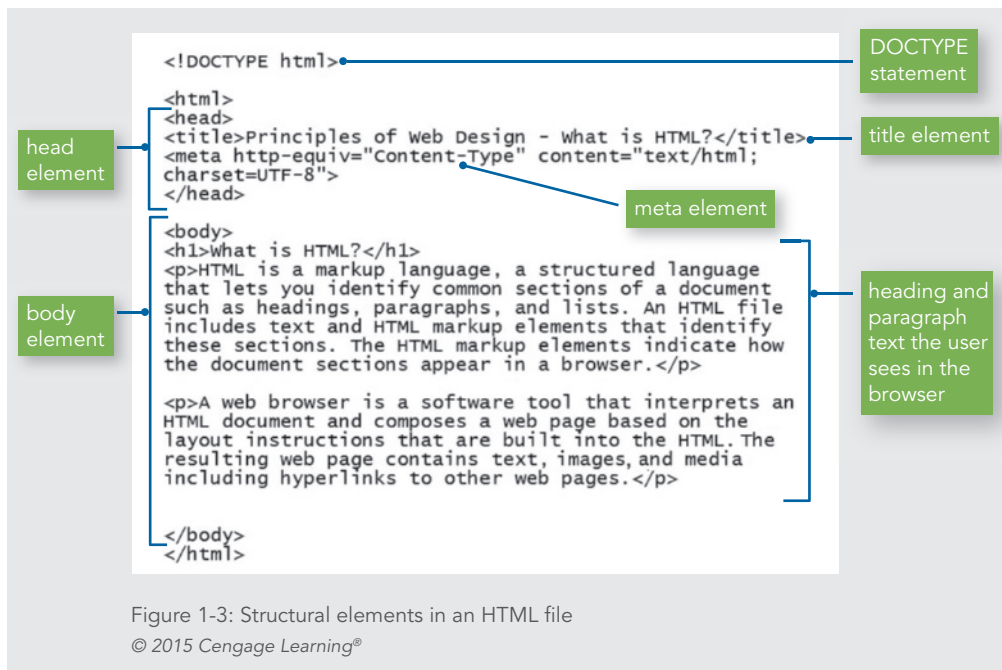 <!DOCTYPE html>
DOCTYPE
statement
<html>
<head>
<title>Principles of Web Design - What is HTML?</title>
title element
head
element
<meta http-equiv="Content-Type" content="text/html;
charset=UTF-8">
</head>
meta element
<body>
<h1>What is HTML?</h1>
<p>HTML is a markup language, a structured language
that lets you identify common sections of a document
such as headings, paragraphs, and lists. An HTML file
includes text and HTML markup elements that identify
these sections. The HTML markup elements indicate how
the document sections appear in a browser.</p>
body
element
heading and
paragraph
text the user
sees in the
browser
<p>A web browser is a software tool that interprets an
HTML document and composes a web page based on the
layout instructions that are built into the HTML. The
resulting web page contains text, images, and media
including hyperlinks to other web pages.</p>
</body>
</html>
Figure 1-3: Structural elements in an HTML file
© 2015 Cengage Learning®